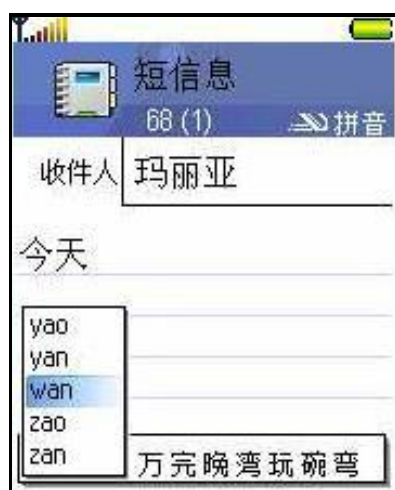 短信息
68 (1) 拼音
收件人 玛丽亚
今天
yao
yan
wan
zao
zan
万完晚湾玩碗弯